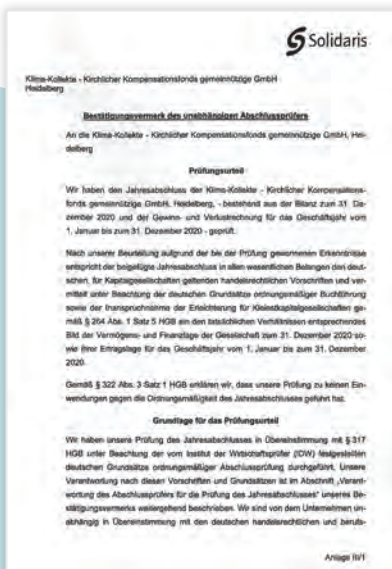 Solidaris
Klima-Kollekte - Kirchlicher Kompensationsfonds gemeinnützige GmbH
Heidelberg
Bestätigungsvermerk des unabhängigen Abschlussprüfers
An die Klima-Kollekte - Kirchlicher Kompensationsfonds gemeinnützige GmbH, Hei-
delberg
Prüfungsurteil
Wir haben den Jahresabschluss der Klima-Kollekte - Kirchlicher Kompensations-
fonds gemeinnützige GmbH, Heidelberg, - bestehend aus der Bilanz zum 31. De-
zember 2020 und der Gewinn- und Verlustrechnung für das Geschäftsjahr vom
1. Januar bis zum 31. Dezember 2020 - geprüft.
Nach unserer Beurteilung aufgrund der bei der Prüfung gewonnenen Erkenntnisse
entspricht der beigefügte Jahresabschluss in allen wesentlichen Belangen den deut-
schen, für Kapitalgesellschaften geltenden handelsrechtlichen Vorschriften und ver-
mittelt unter Beachtung der deutschen Grundsätze ordnungsmäßiger Buchführung
sowie der Inanspruchnahme der Erleichterung für Kleinstkapitalgesellschaften ge-
mäß § 264 Abs. 1 Satz 5 HGB ein den tatsächlichen Verhältnissen entsprechendes
Bild der Vermögens- und Finanzlage der Gesellschaft zum 31. Dezember 2020 so-
wie ihrer Ertragslage für das Geschäftsjahr vom 1. Januar bis zum 31. Dezember
2020.
Gemäß § 322 Abs. 3 Satz 1 HGB erklären wir, dass unsere Prüfung zu keinen Ein-
wendungen gegen die Ordnungsmäßigkeit des Jahresabschlusses geführt hat.
Grundlage für das Prüfungsurteil
Wir haben unsere Prüfung des Jahresabschlusses in Übereinstimmung mit § 317
HGB unter Beachtung der vom Institut der Wirtschaftsprüfer (IDW) festgestellten
deutschen Grundsätze ordnungsmäßiger Abschlussprüfung durchgeführt. Unsere
Verantwortung nach diesen Vorschriften und Grundsätzen ist im Abschnitt „Verant-
wortung des Abschlussprüfers für die Prüfung des Jahresabschlusses" unseres Be-
stätigungsvermerks weitergehend beschrieben. Wir sind von dem Unternehmen un-
abhängig in Übereinstimmung mit den deutschen handelsrechtlichen und berufs-
Anlage III/1